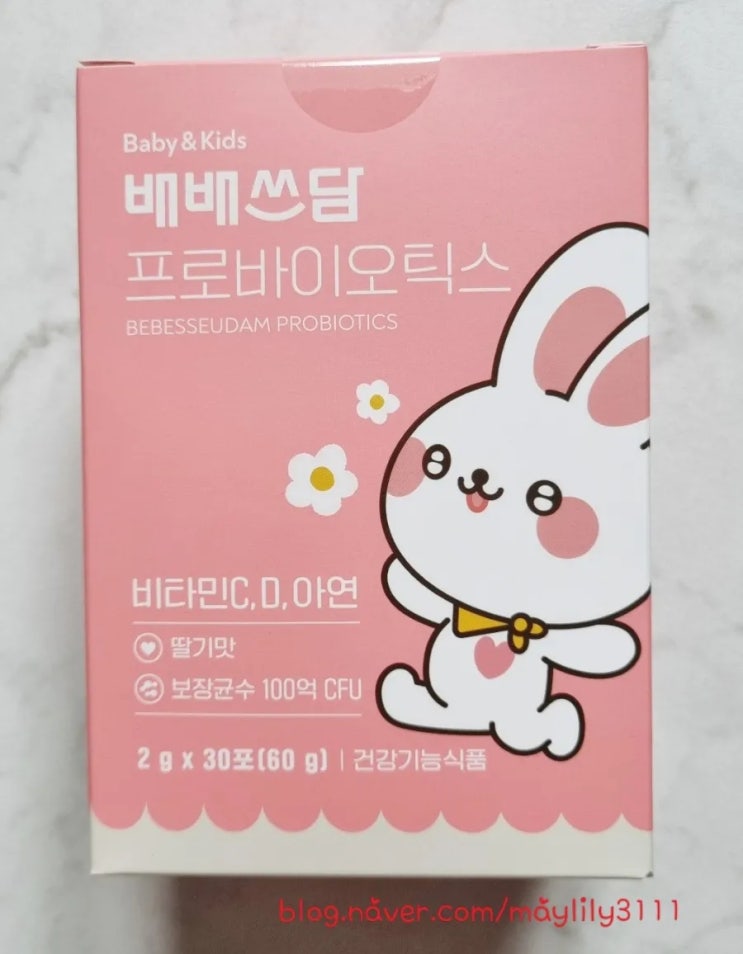 Baby&Kids
배배쓰담
프로바이오틱스
BEBESSEUDAM PROBIOTICS
비타민C, D, 아연
딸기맛
보장균수 100억 CFU
2 g x 30포(60 g) | 건강기능식품
blog.naver.com/maylily3111